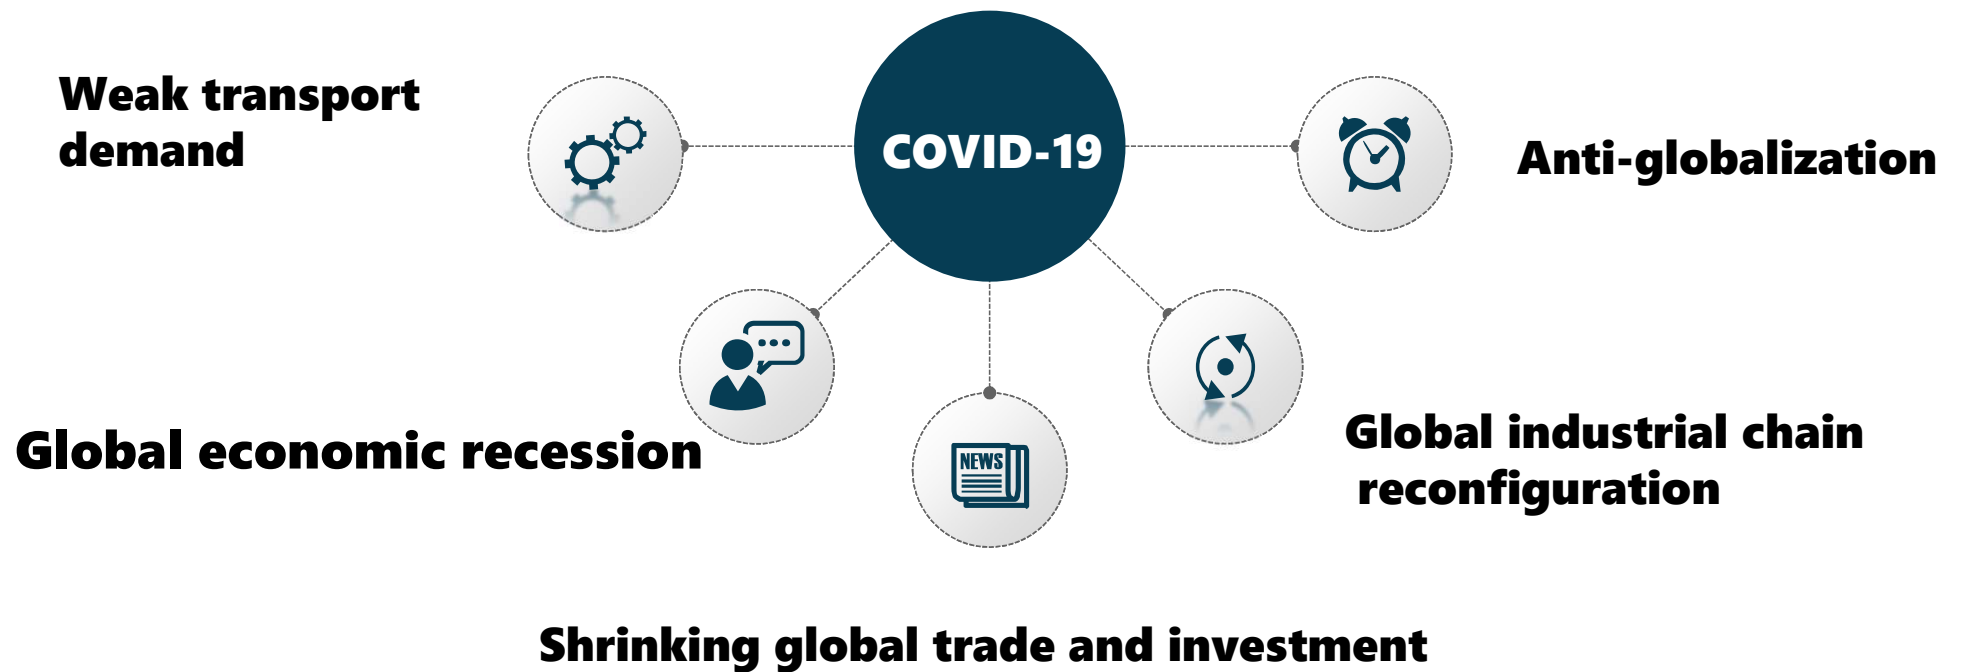 Weak transport
demand
COVID-19
Anti-globalization
Global economic recession
NEWS
Global industrial chain
reconfiguration
Shrinking global trade and investment